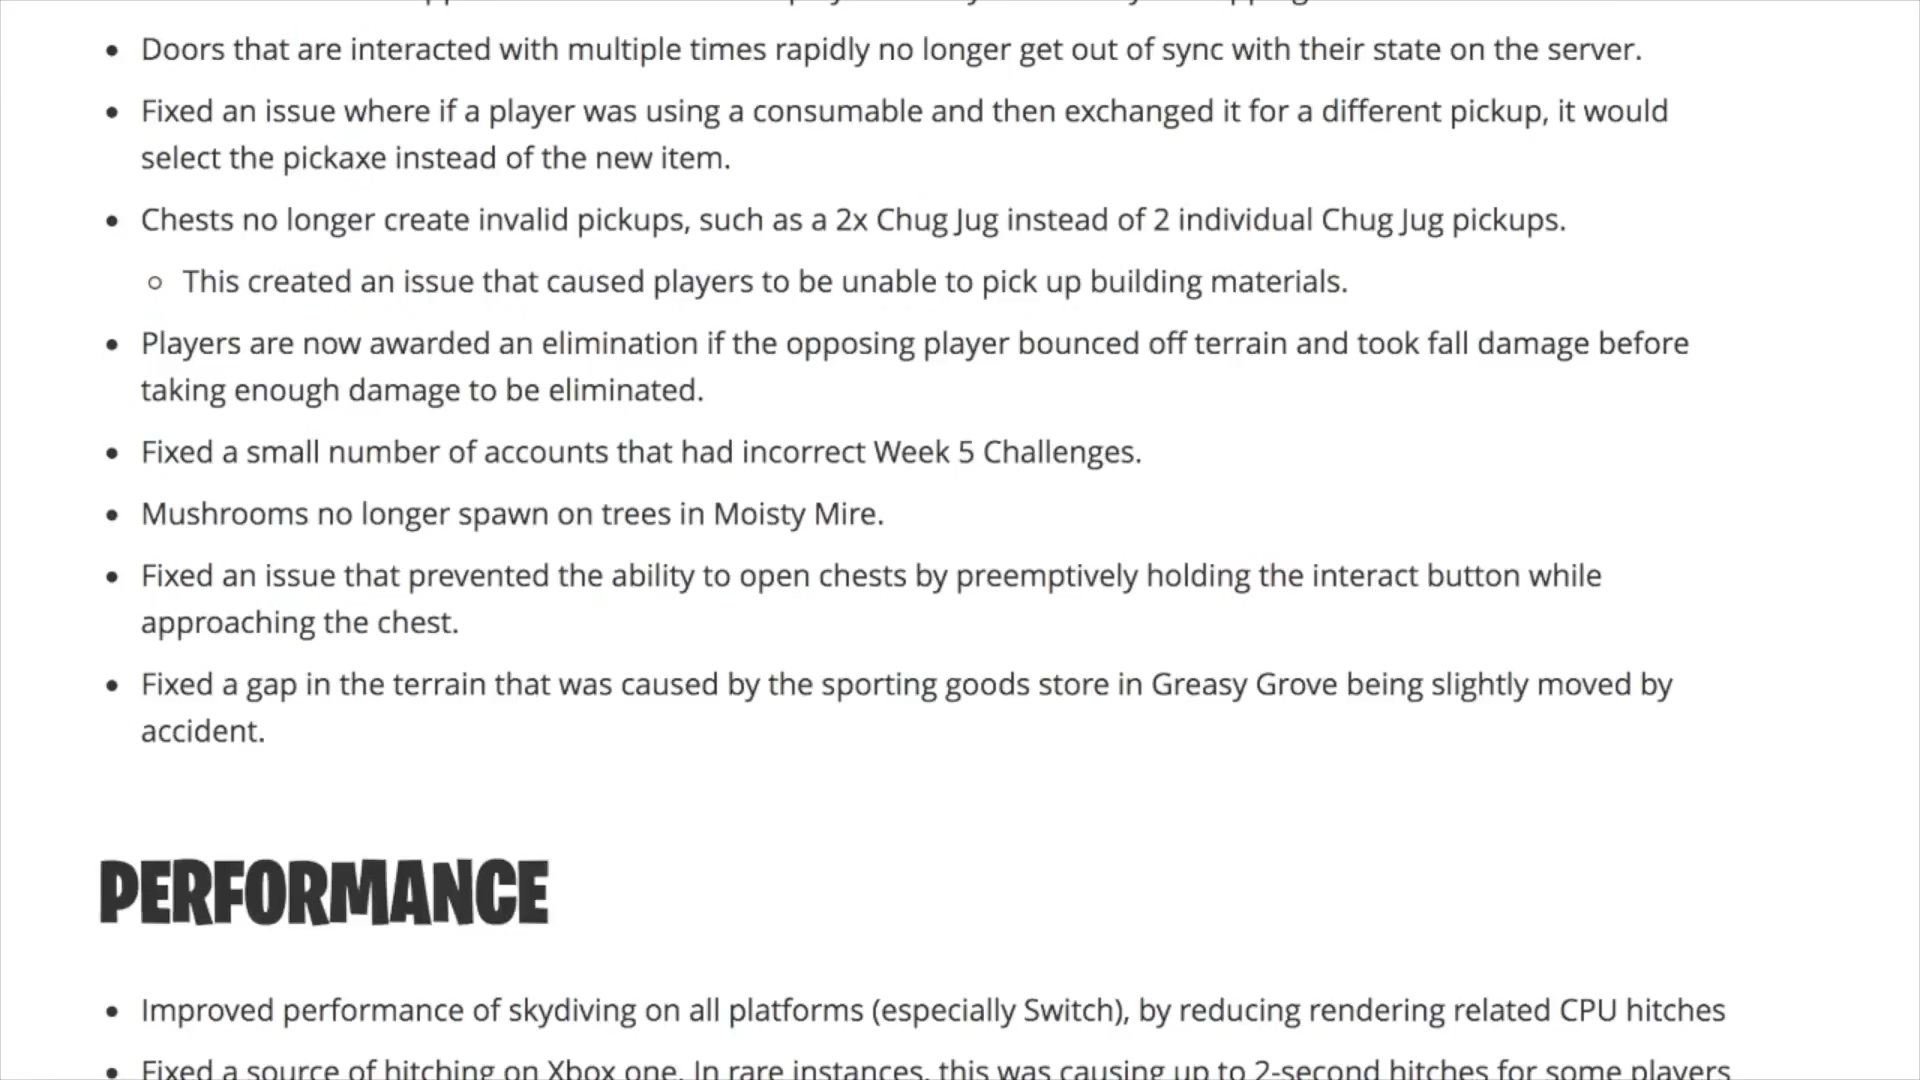 Doors that are interacted with multiple times rapidly no longer get out of sync with their state on the server.
Fixed an issue where if a player was using a consumable and then exchanged it for a different pickup, it would
select the pickaxe instead of the new item.
Chests no longer create invalid pickups, such as a 2x Chug Jug instead of 2 individual Chug Jug pickups.
This created an issue that caused players to be unable to pick up building materials.
Players are now awarded an elimination if the opposing player bounced off terrain and took fall damage before
taking enough damage to be eliminated.
Fixed a small number of accounts that had incorrect Week 5 Challenges.
Mushrooms no longer spawn on trees in Moisty Mire.
Fixed an issue that prevented the ability to open chests by preemptively holding the interact button while
approaching the chest.
Fixed a gap in the terrain that was caused by the sporting goods store in Greasy Grove being slightly moved by
accident.
PERFORMANCE
Improved performance of skydiving on all platforms (especially Switch), by reducing rendering related CPU hitches
Fixed a source of hitching on Xbox one. In rare instances, this was causing up to 2-second hitches for some players